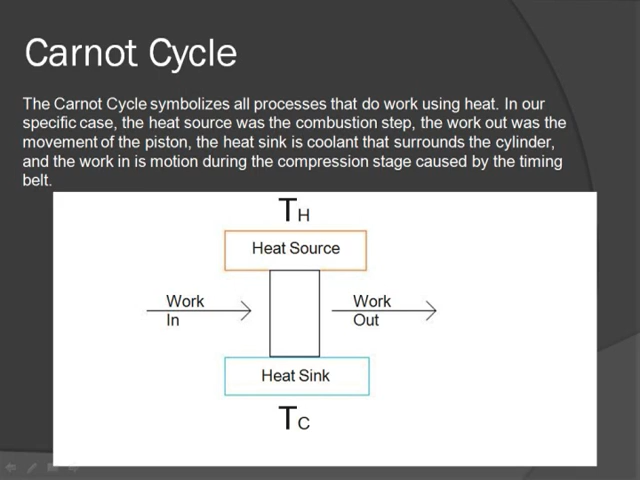 Carnot Cycle
The Carnot Cycle symbolizes all processes that do work using heat. In our
specific case, the heat source was the combustion step, the work out was the
movement of the piston, the heat sink is coolant that surrounds the cylinder,
and the work in is motion during the compression stage caused by the timing
belt.
TH
Heat Source
Work
In
Work
Out
Heat Sink
TC